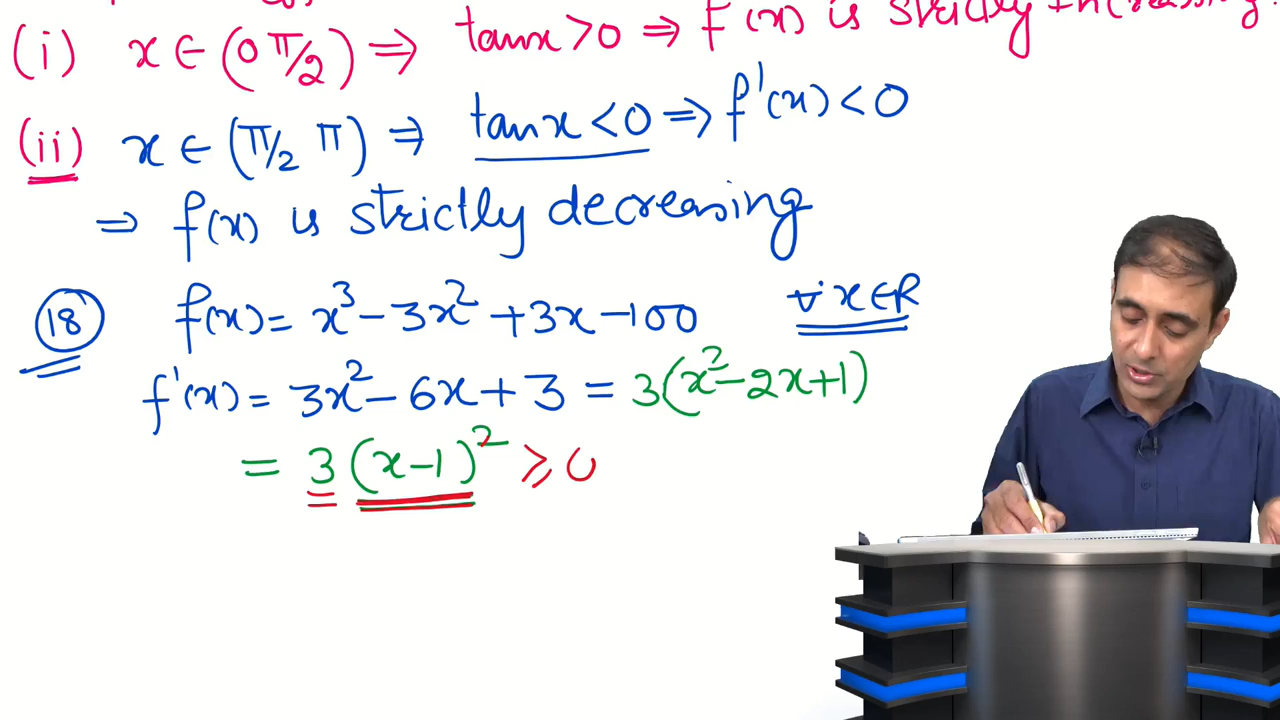 (i) x ∈ (0 π/2) ⇒ tanx > 0 ⇒ f(x) is strictly increasing.
(ii) x ∈ (π/2 π) ⇒ tanx < 0 ⇒ f'(x) < 0
⇒ f(x) is strictly decreasing
(18) f(x) = x³ - 3x² + 3x - 100 ∀ x ∈ R
f'(x) = 3x² - 6x + 3 = 3(x² - 2x + 1)
= 3 (x - 1)² ≥ 0